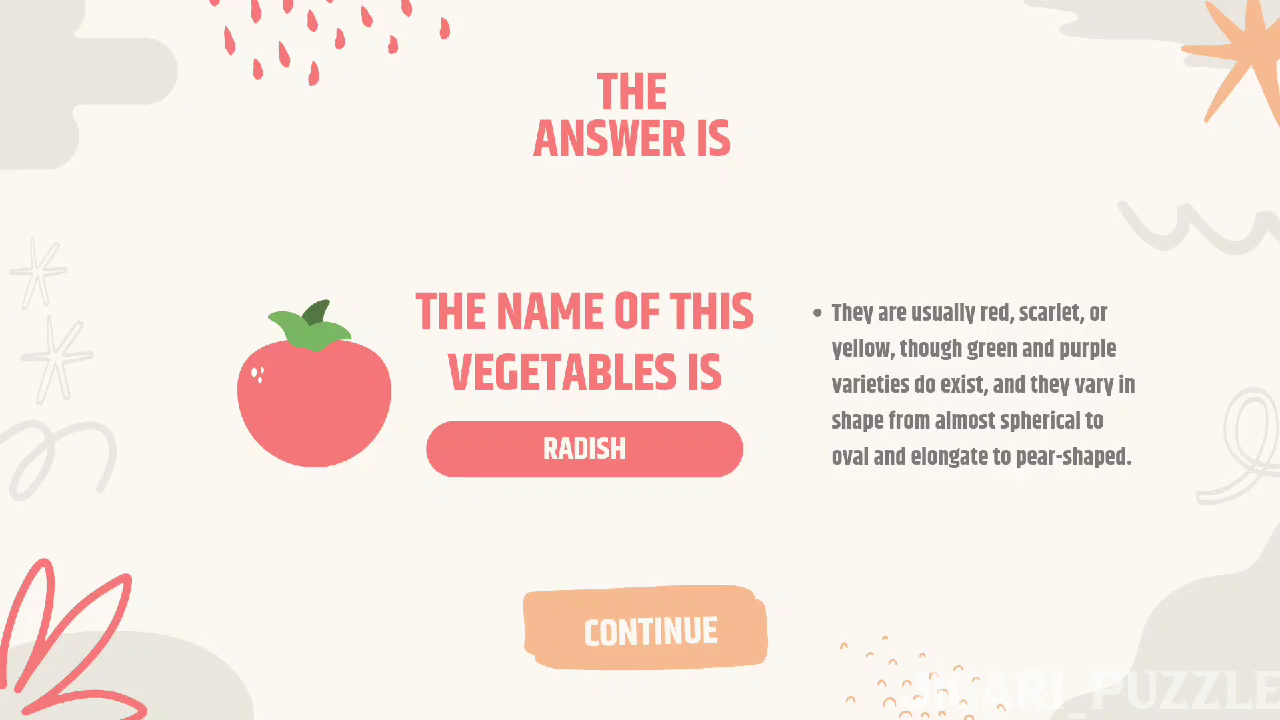 THE
ANSWER IS
THE NAME OF THIS
VEGETABLES IS
RADISH
• They are usually red, scarlet, or
yellow, though green and purple
varieties do exist, and they vary in
shape from almost spherical to
oval and elongate to pear-shaped.
CONTINUE